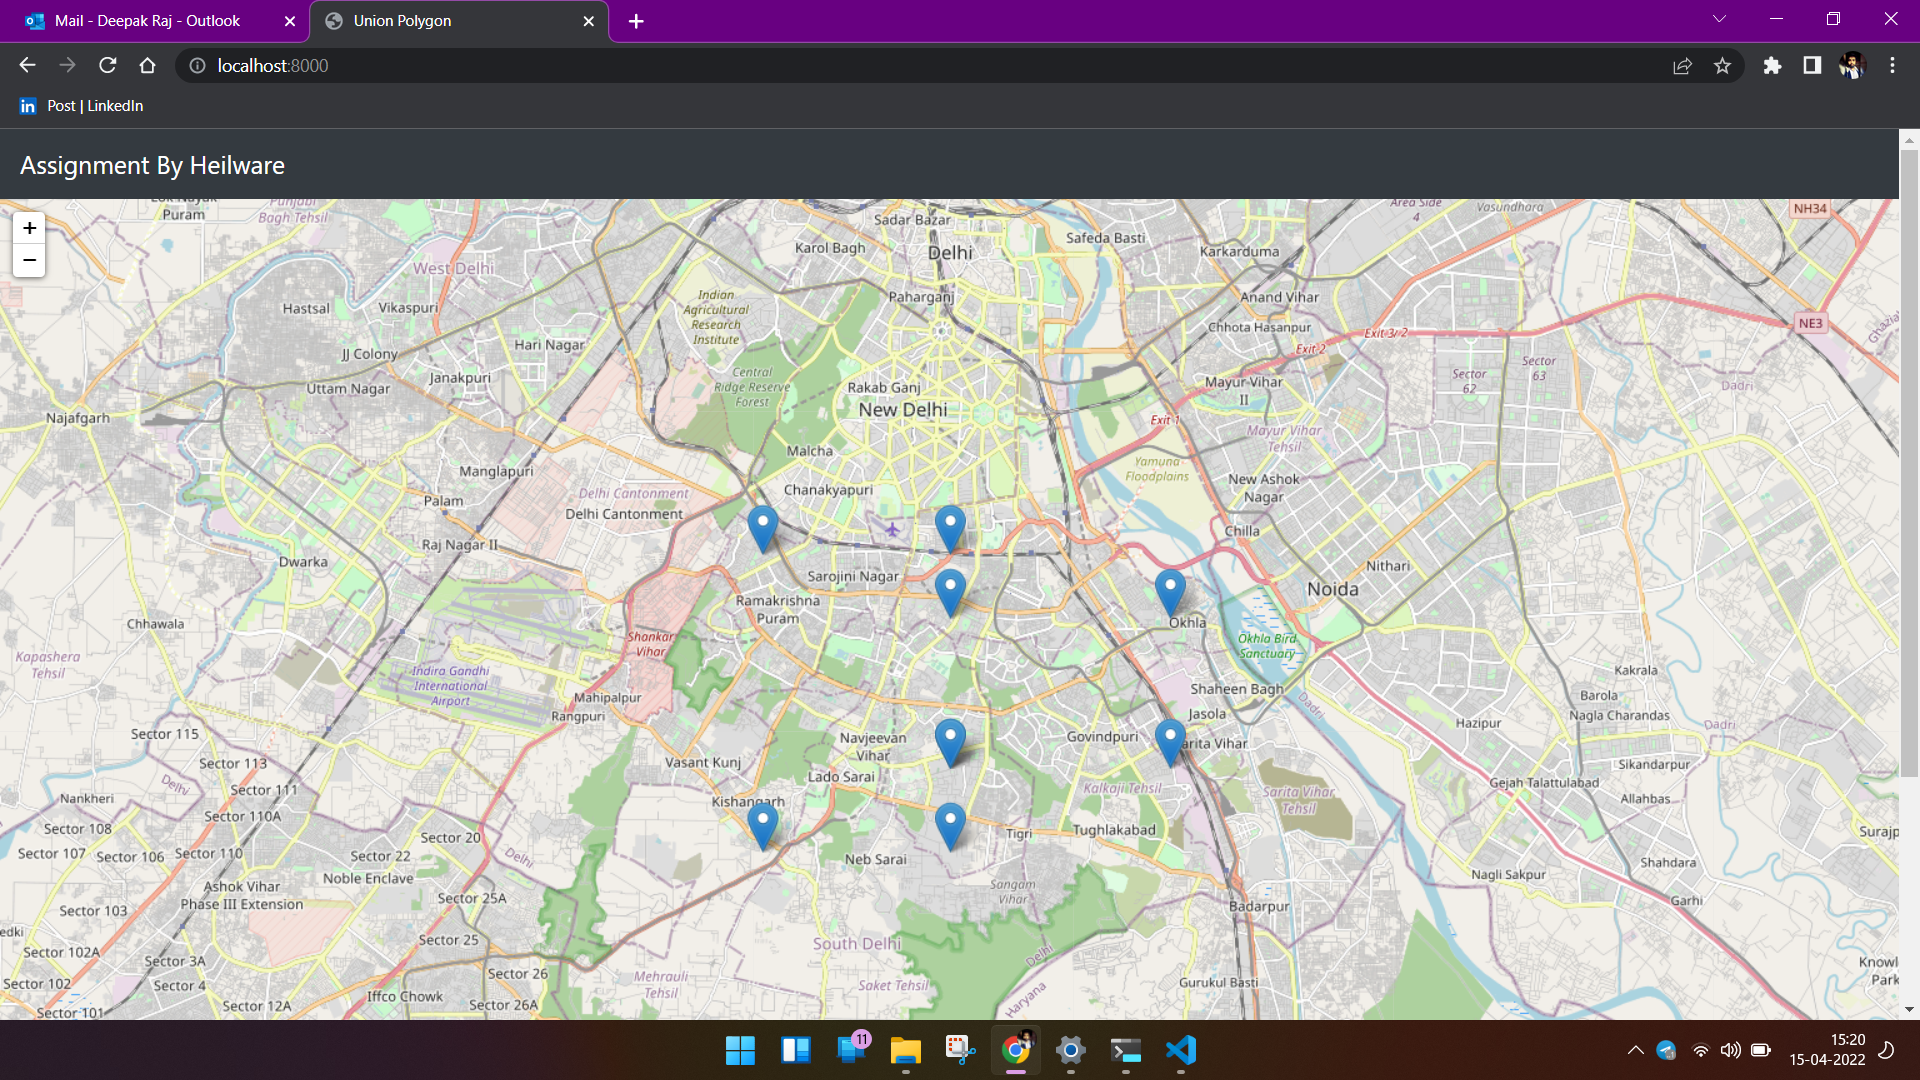 Mail - Deepak Raj - Outlook
Union Polygon
localhost:8000
Post | LinkedIn
Assignment By Heilware
+
−
Puram
Bagh Tehsil
West Delhi
Hastsal
Vikaspuri
JJ Colony
Hari Nagar
Uttam Nagar
Janakpuri
Najafgarh
Manglapuri
Palam
Raj Nagar II
Dwarka
Chhawala
Kapashera
Tehsil
Indian
Agricultural
Research
Institute
Central
Ridge Reserve
Forest
Karol Bagh
Sadar Bazar
Delhi
Paharganj
Rakab Ganj
New Delhi
Malcha
Chanakyapuri
Delhi Cantonment
Delhi Cantonment
Sarojini Nagar
Ramakrishna
Puram
Shankar
Vihar
Indira Gandhi
International
Airport
Mahipalpur
Rangpuri
Safeda Basti
Karkarduma
Anand Vihar
Chhota Hasanpur
Area Side
4
Vasundhara
NH34
NE3
Exit 3/ 2
Exit 2
Exit 1
Sector
62
Sector
63
Dadri
Mayur Vihar
II
Mayur Vihar
Tehsil
Yamuna
Floodplains
New Ashok
Nagar
Chilla
Nithari
Noida
Okhla
Okhla Bird
Sanctuary
Shaheen Bagh
Jasola
Dadri
Govindpuri
Sarita Vihar
Kakrala
Barola
Nagla Charandas
Hazipur
Dadri
Sikandarpur
Gejah Talattulabad
Allahbas
Surajp
Shahdara
Nagli Sakpur
Garhi
Knowl
Park
Sector 115
Sector 113
Delhi
Sector 111
Nankheri
Sector 110A
Sector 108
Sector 107
Sector 106
Sector 110
Sector 22
Sector 20
Delhi
Noble Enclave
Ashok Vihar
Phase III Extension
Sector 25A
Sector 103
edki
Sector 102A
Sector 3A
Sector 25
Sector 102
Sector 4
Sector 26
Iffco Chowk
Sector 101
Sector 12A
Sector 26A
Vasant Kunj
Navjeevan
Vihar
Lado Sarai
Kishangarh
Neb Sarai
Tigri
Kalkaji Tehsil
Tughlakabad
Sarita Vihar
Tehsil
Sangam
Vihar
South Delhi
Mehrauli
Tehsil
Saket Tehsil
Delhi
Haryana
Badarpur
Gurukul Basti
11
15:20
15-04-2022